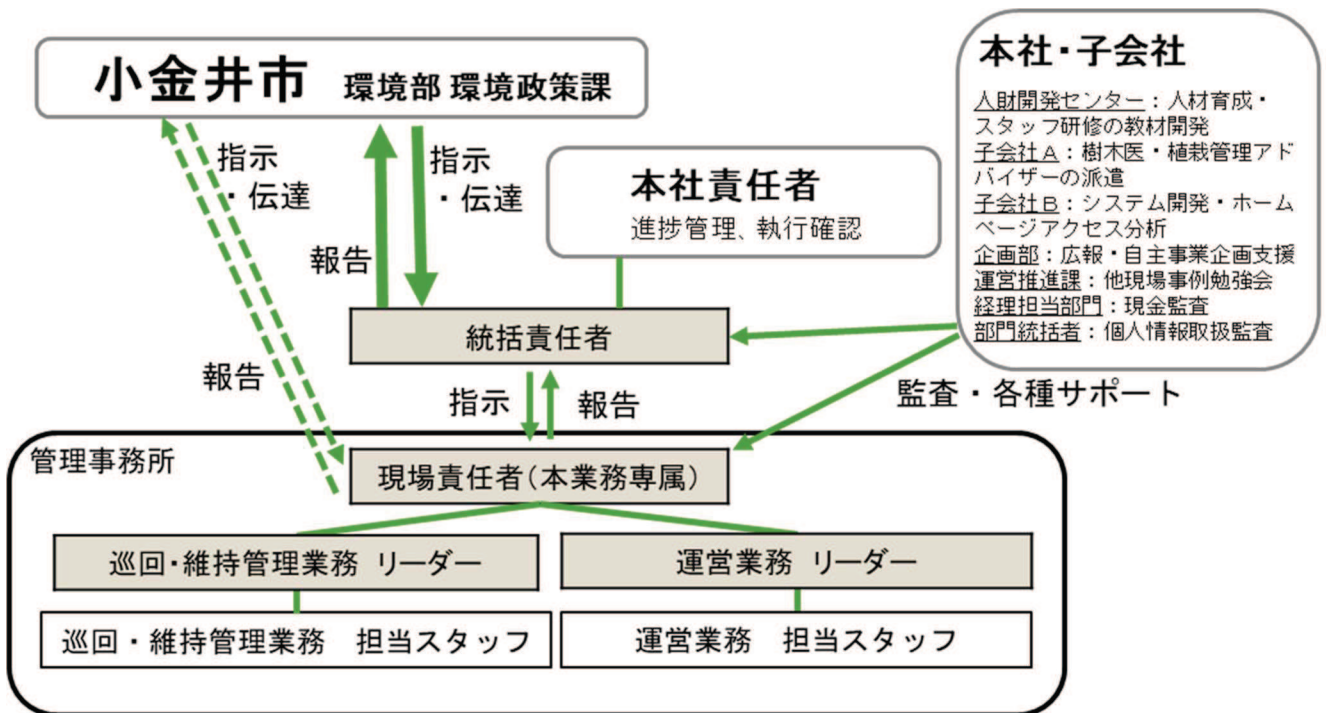 小金井市 環境部 環境政策課
本社・子会社
人財開発センター：人材育成・
スタッフ研修の教材開発
子会社A：樹木医・植栽管理アド
バイザーの派遣
子会社B：システム開発・ホーム
ページアクセス分析
企画部：広報・自主事業企画支援
運営推進課：他現場事例勉強会
経理担当部門：現金監査
部門統括者：個人情報取扱監査
指示
・伝達
指示
・伝達
報告
本社責任者
進捗管理、執行確認
統括責任者
報告
指示
報告
監査・各種サポート
管理事務所
現場責任者(本業務専属)
巡回・維持管理業務 リーダー
運営業務 リーダー
巡回・維持管理業務 担当スタッフ
運営業務 担当スタッフ